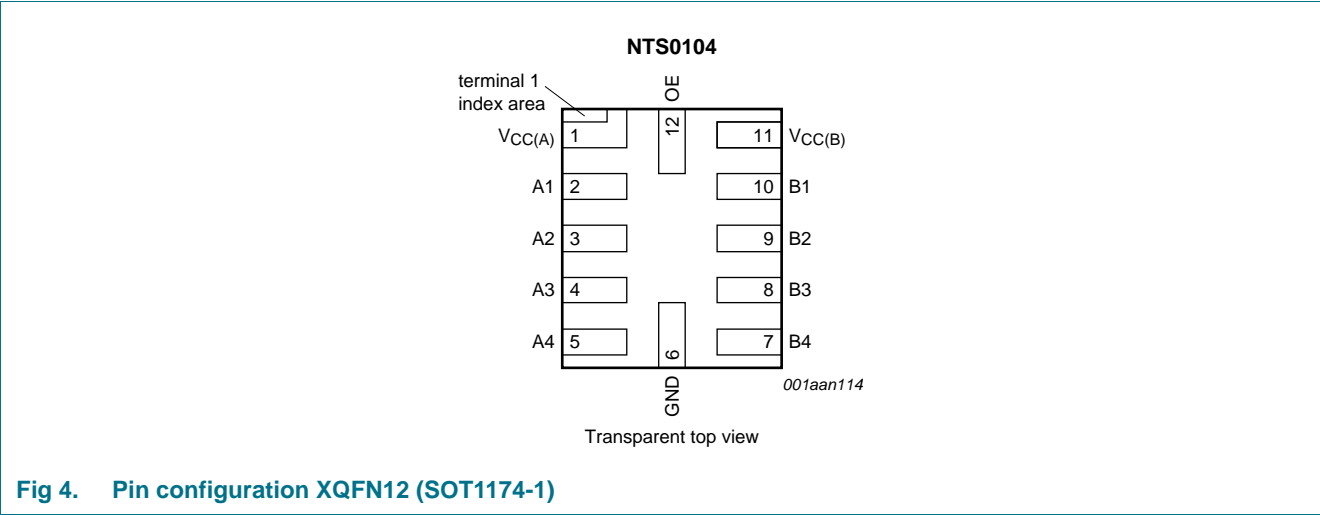 NTS0104
terminal 1
index area
OE
12
VCC(A) 1 11 VCC(B)
A1 2 10 B1
A2 3 9 B2
A3 4 8 B3
A4 5 7 B4
6
GND
001aan114
Transparent top view
Fig 4. Pin configuration XQFN12 (SOT1174-1)